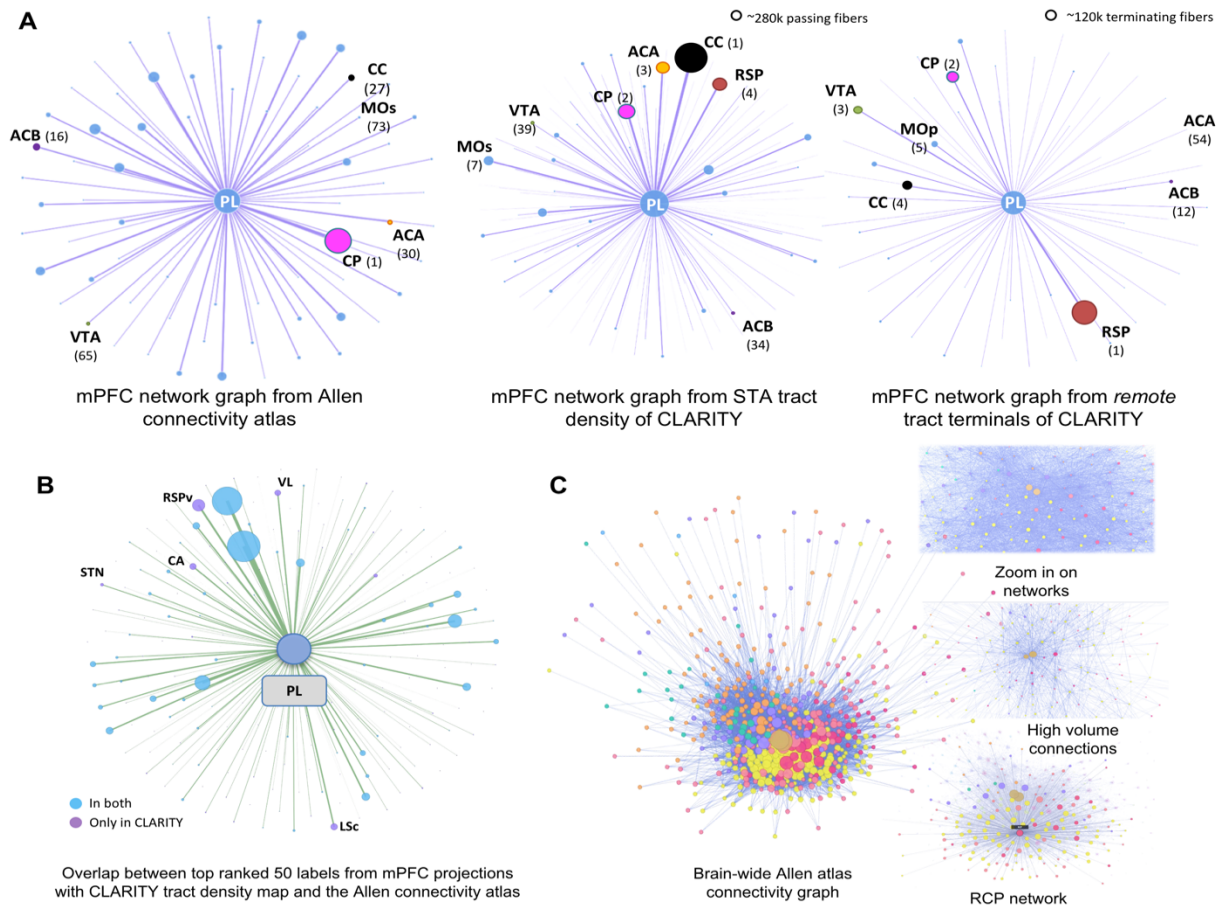 A
~280k passing fibers
~120k terminating fibers
CC
(27)
MOs
(73)
ACB (16)
PL
ACA
(30)
CP (1)
VTA
(65)
mPFC network graph from Allen
connectivity atlas
ACA
(3)
CC (1)
RSP
(4)
CP (2)
VTA
(39)
MOs
(7)
PL
ACB
(34)
mPFC network graph from STA tract
density of CLARITY
CP (2)
VTA
(3)
MOp
(5)
ACA
(54)
CC (4)
ACB
(12)
PL
RSP
(1)
mPFC network graph from remote
tract terminals of CLARITY
B
RSPv
VL
CA
STN
PL
In both
Only in CLARITY
LSc
Overlap between top ranked 50 labels from mPFC projections
with CLARITY tract density map and the Allen connectivity atlas
C
Zoom in on
networks
High volume
connections
Brain-wide Allen atlas
connectivity graph
RCP network